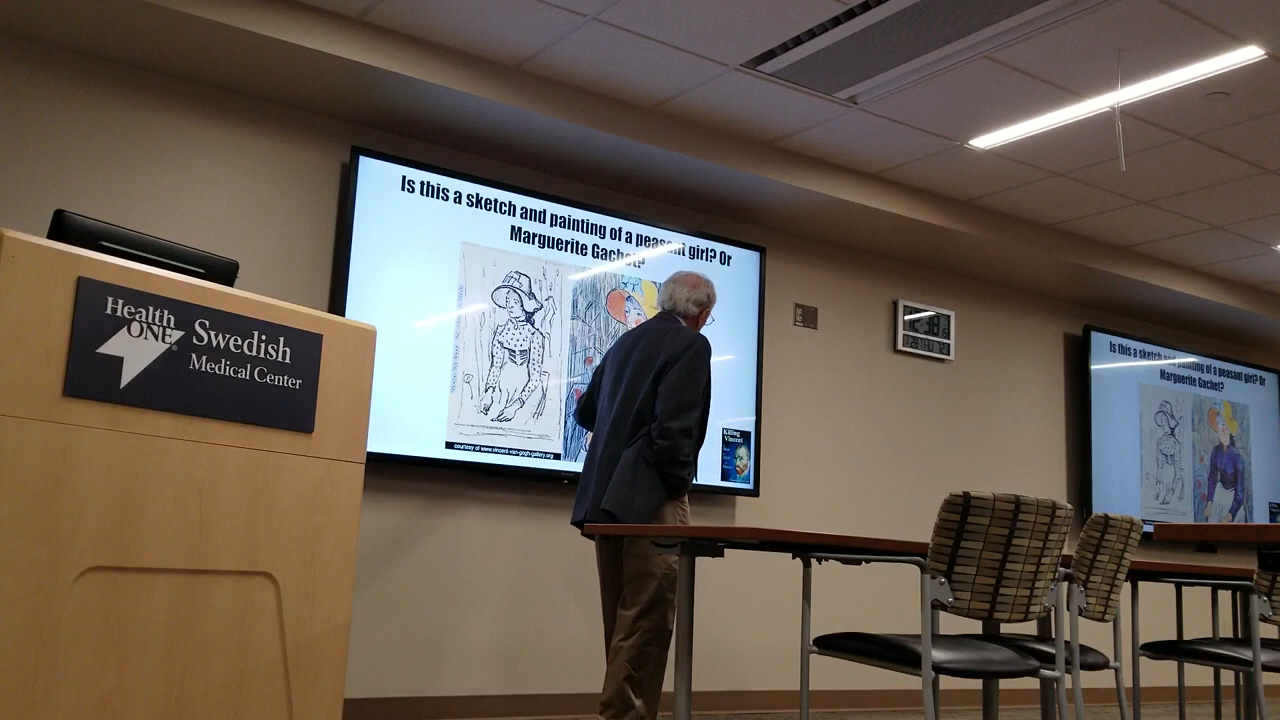 Health
ONE
Swedish
Medical Center
Is this a sketch and painting of a peasant girl? Or
Marguerite Gachet?
courtesy of www.vincent-van-gogh-gallery.org
Killing
Vincent
Is this a sketch and painting of a peasant girl? Or
Marguerite Gachet?